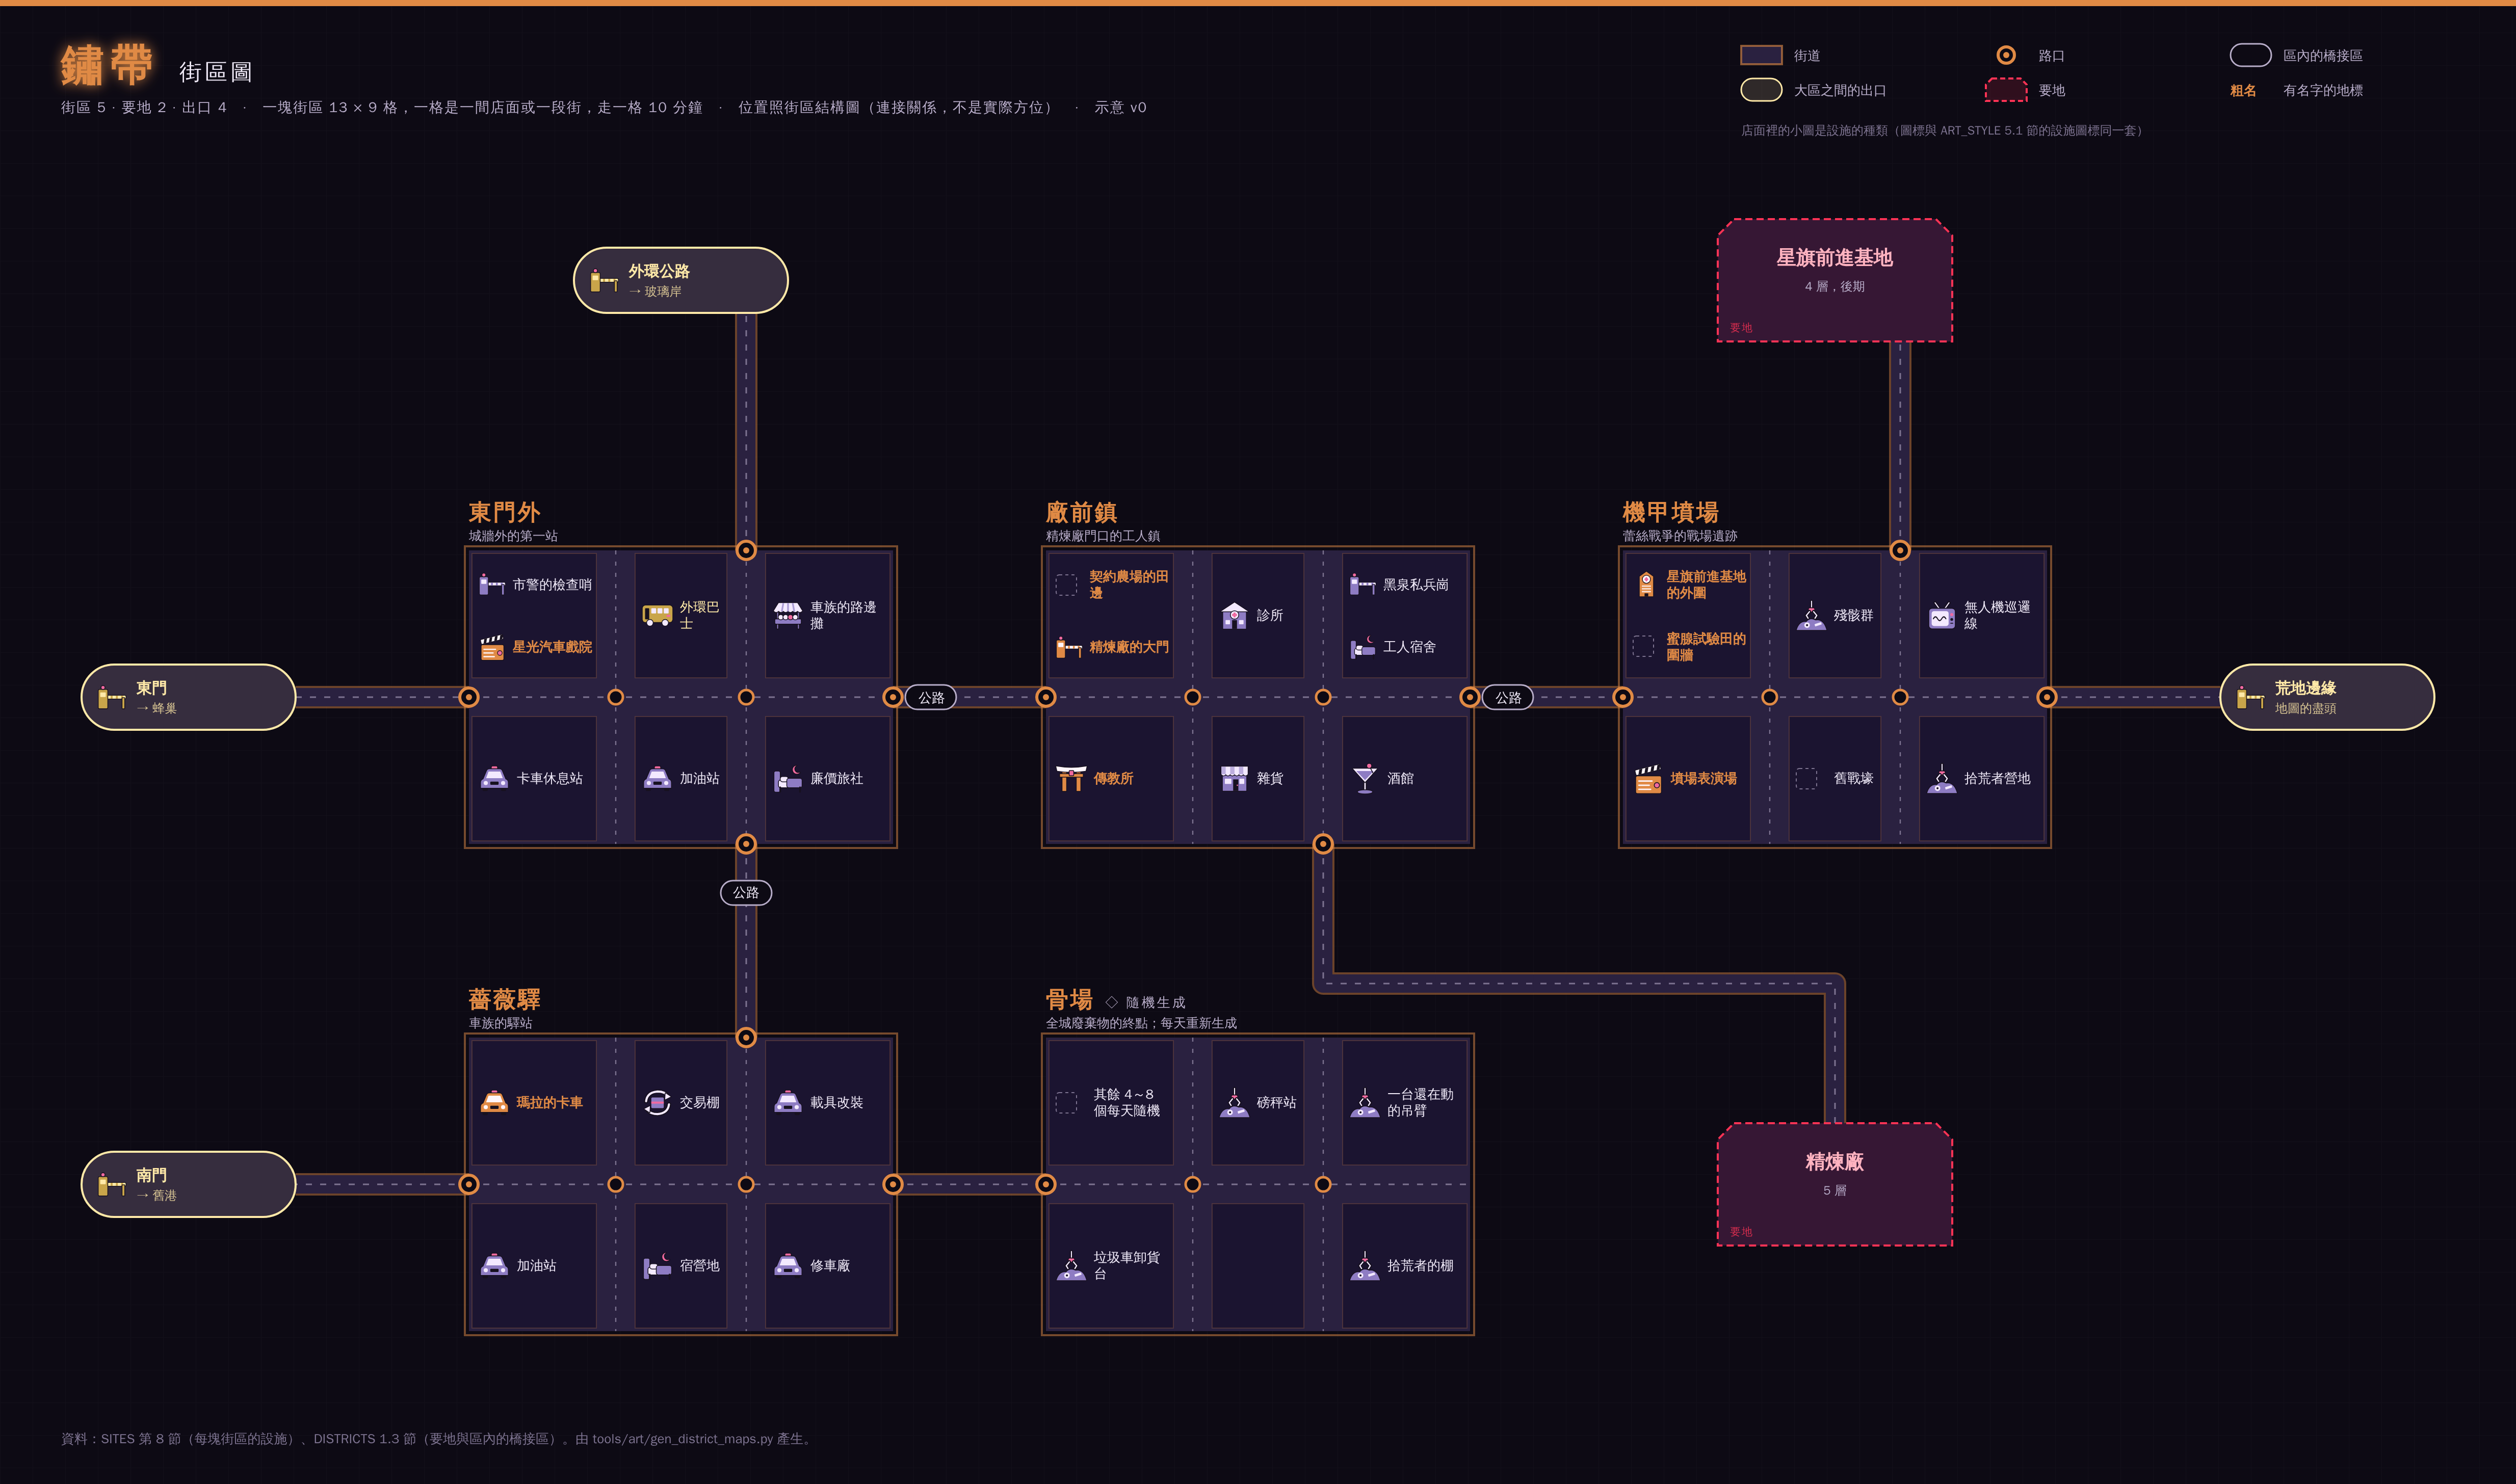 鏽帶 街區圖
街區 5 · 要地 2 · 出口 4 · 一塊街區 13 × 9 格，一格是一間店面或一段街，走一格 10 分鐘 · 位置照街區結構圖（連接關係，不是實際方位） · 示意 v0
街道
路口
區內的橋接區
大區之間的出口
要地
粗名 有名字的地標
店面裡的小圖是設施的種類（圖標與 ART_STYLE 5.1 節的設施圖標同一套）
外環公路
→ 玻璃岸
星旗前進基地
4 層，後期
要地
東門外
城牆外的第一站
市警的檢查哨
星光汽車戲院
外環巴
士
車族的路邊
攤
卡車休息站
加油站
廉價旅社
廠前鎮
精煉廠門口的工人鎮
契約農場的田
邊
精煉廠的大門
診所
黑泉私兵崗
工人宿舍
傳教所
雜貨
酒館
機甲墳場
蕾絲戰爭的戰場遺跡
星旗前進基地
的外圍
蜜腺試驗田的
圍牆
殘骸群
無人機巡邏
線
墳場表演場
舊戰壕
拾荒者營地
東門
→ 蜂巢
公路
公路
荒地邊緣
地圖的盡頭
公路
薔薇驛
車族的驛站
瑪拉的卡車
交易棚
載具改裝
加油站
宿營地
修車廠
骨場 ◇ 隨機生成
全城廢棄物的終點；每天重新生成
其餘 4～8
個每天隨機
磅秤站
一台還在動
的吊臂
垃圾車卸貨
台
拾荒者的棚
南門
→ 舊港
精煉廠
5 層
要地
資料：SITES 第 8 節（每塊街區的設施）、DISTRICTS 1.3 節（要地與區內的橋接區）。由 tools/art/gen_district_maps.py 產生。